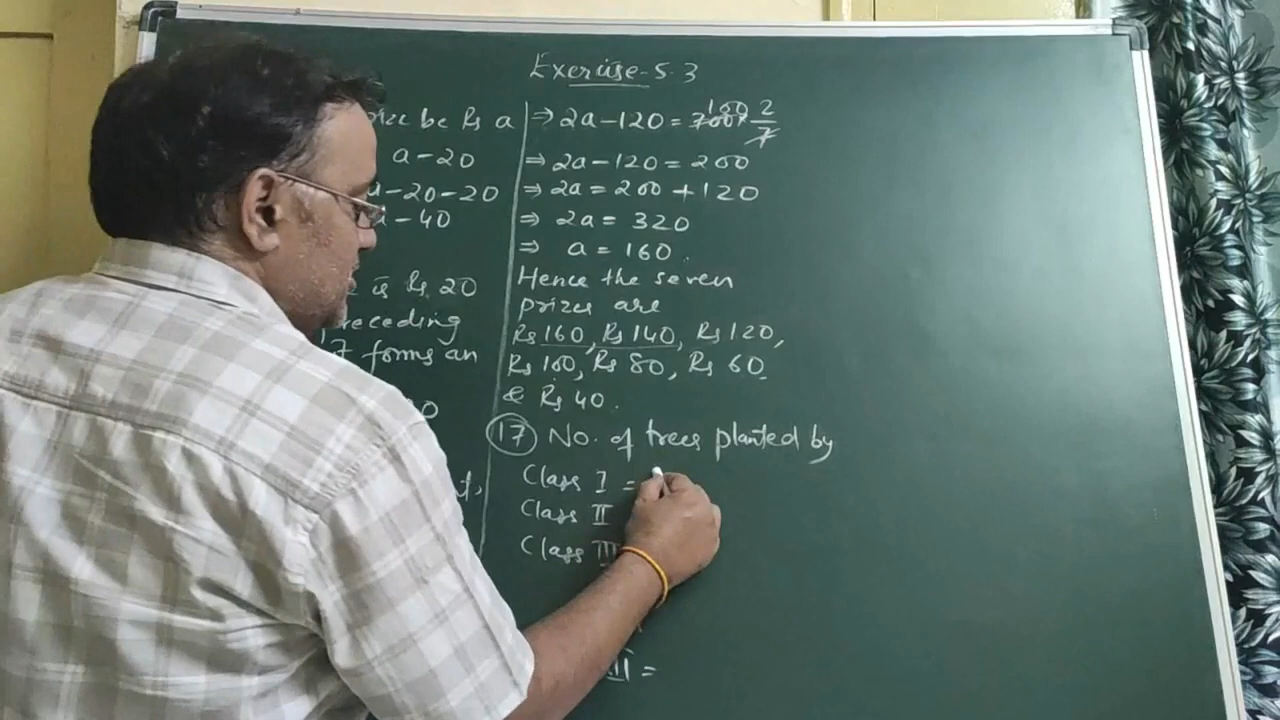 Exercise-5.3
be Rs a
a-20
-20-20
-40
is Rs. 20
receding
forms an
⇒ 2a-120 = 700 100 2/7
⇒ 2a-120 = 200
⇒ 2a = 200 + 120
⇒ 2a = 320
⇒ a = 160.
Hence the seven
prizes are
Rs 160, Rs 140, Rs 120,
Rs 100, Rs 80, Rs 60
& Rs 40.
17 No. of trees planted by
Class I =
Class II
Class III
III =